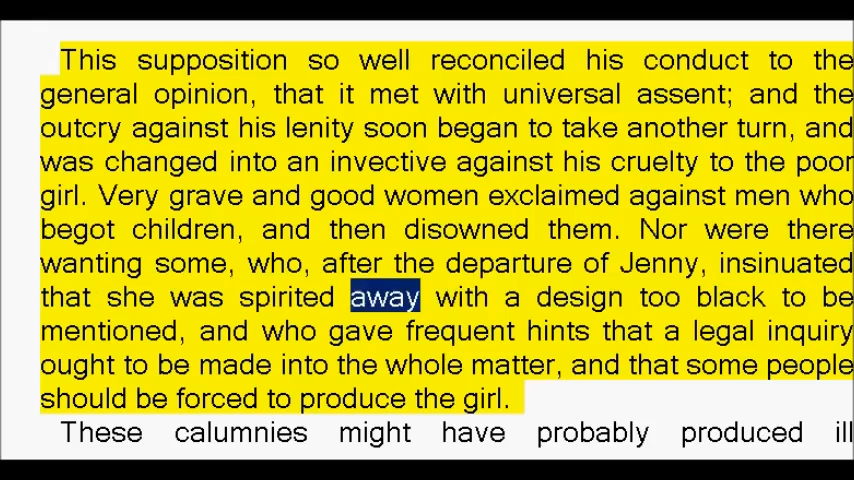 This supposition so well reconciled his conduct to the
general opinion, that it met with universal assent; and the
outcry against his lenity soon began to take another turn, and
was changed into an invective against his cruelty to the poor
girl. Very grave and good women exclaimed against men who
begot children, and then disowned them. Nor were there
wanting some, who, after the departure of Jenny, insinuated
that she was spirited away with a design too black to be
mentioned, and who gave frequent hints that a legal inquiry
ought to be made into the whole matter, and that some people
should be forced to produce the girl.
These calumnies might have probably produced ill